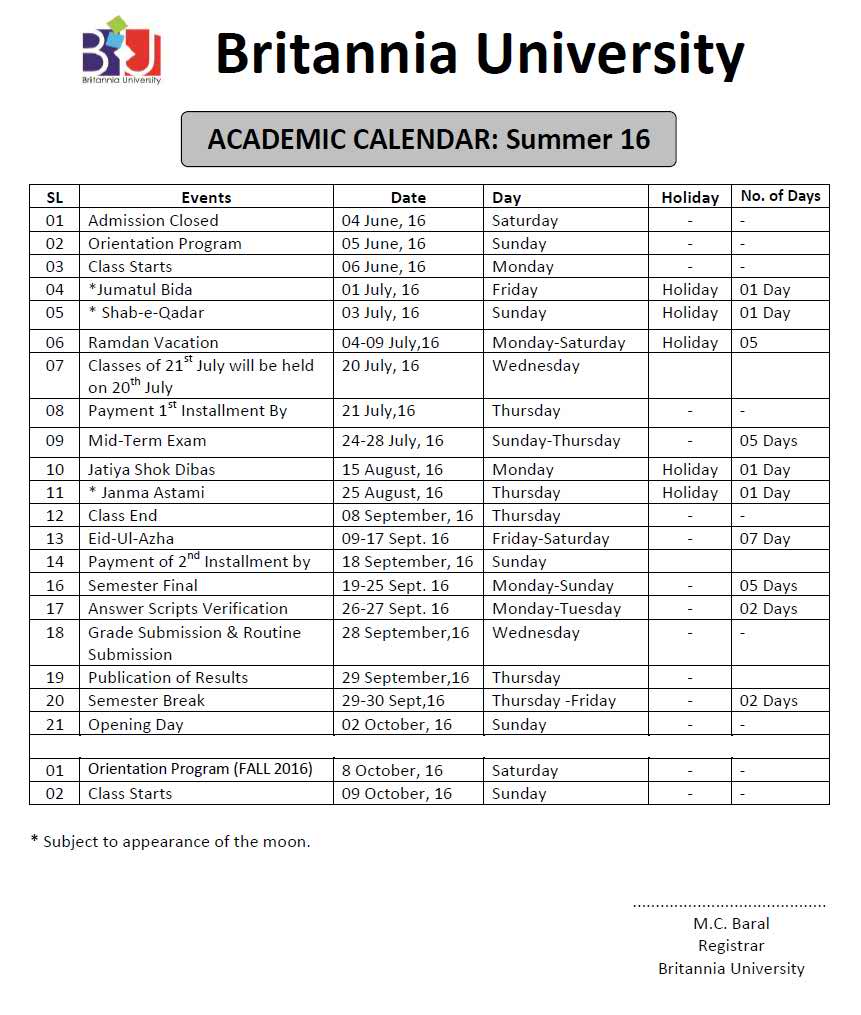 BU
Britannia University
Britannia University
ACADEMIC CALENDAR: Summer 16
SL Events Date Day Holiday No. of Days
01 Admission Closed 04 June, 16 Saturday - -
02 Orientation Program 05 June, 16 Sunday - -
03 Class Starts 06 June, 16 Monday - -
04 *Jumatul Bida 01 July, 16 Friday Holiday 01 Day
05 * Shab-e-Qadar 03 July, 16 Sunday Holiday 01 Day
06 Ramdan Vacation 04-09 July,16 Monday-Saturday Holiday 05
07 Classes of 21st July will be held 20 July, 16 Wednesday
on 20th July
08 Payment 1st Installment By 21 July,16 Thursday - -
09 Mid-Term Exam 24-28 July, 16 Sunday-Thursday - 05 Days
10 Jatiya Shok Dibas 15 August, 16 Monday Holiday 01 Day
11 * Janma Astami 25 August, 16 Thursday Holiday 01 Day
12 Class End 08 September, 16 Thursday - -
13 Eid-Ul-Azha 09-17 Sept. 16 Friday-Saturday - 07 Day
14 Payment of 2nd Installment by 18 September, 16 Sunday
16 Semester Final 19-25 Sept. 16 Monday-Sunday - 05 Days
17 Answer Scripts Verification 26-27 Sept. 16 Monday-Tuesday - 02 Days
18 Grade Submission & Routine 28 September,16 Wednesday - -
Submission
19 Publication of Results 29 September,16 Thursday -
20 Semester Break 29-30 Sept,16 Thursday -Friday - 02 Days
21 Opening Day 02 October, 16 Sunday - -
01 Orientation Program (FALL 2016) 8 October, 16 Saturday - -
02 Class Starts 09 October, 16 Sunday - -
* Subject to appearance of the moon.
..........................................
M.C. Baral
Registrar
Britannia University